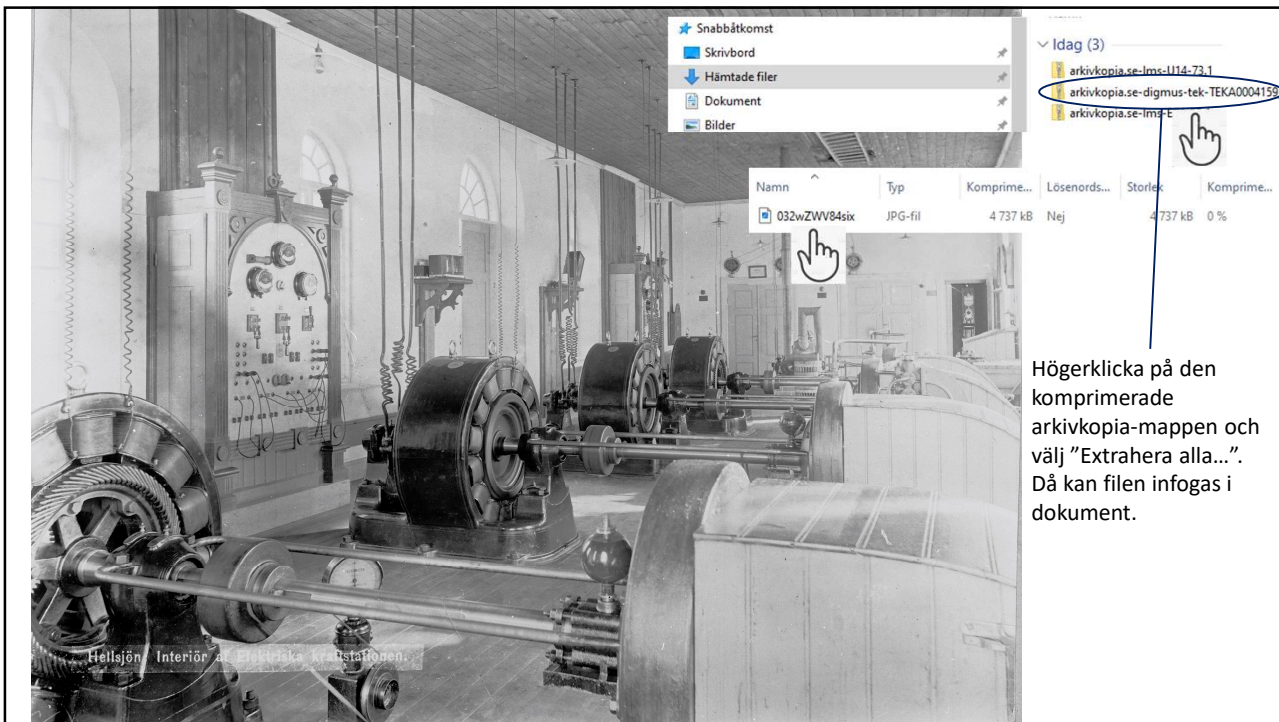 Snabbåtkomst
Skrivbord
Hämtade filer
Dokument
Bilder
Idag (3)
arkivkopia.se-lms-U14-73.1
arkivkopia.se-digmus-tek-TEKA0004159
arkivkopia.se-lms-E
Namn Typ Komprime... Lösenords... Storlek Komprime...
032wZWV84six JPG-fil 4 737 kB Nej 4 737 kB 0 %
Högerklicka på den
komprimerade
arkivkopia-mappen och
välj ”Extrahera alla…”.
Då kan filen infogas i
dokument.
Hellsjön. Interiör af Elektriska kraftstationen.